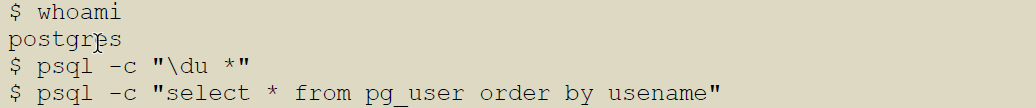 $ whoami
postgres
$ psql -c "\du *"
$ psql -c "select * from pg_user order by usename"